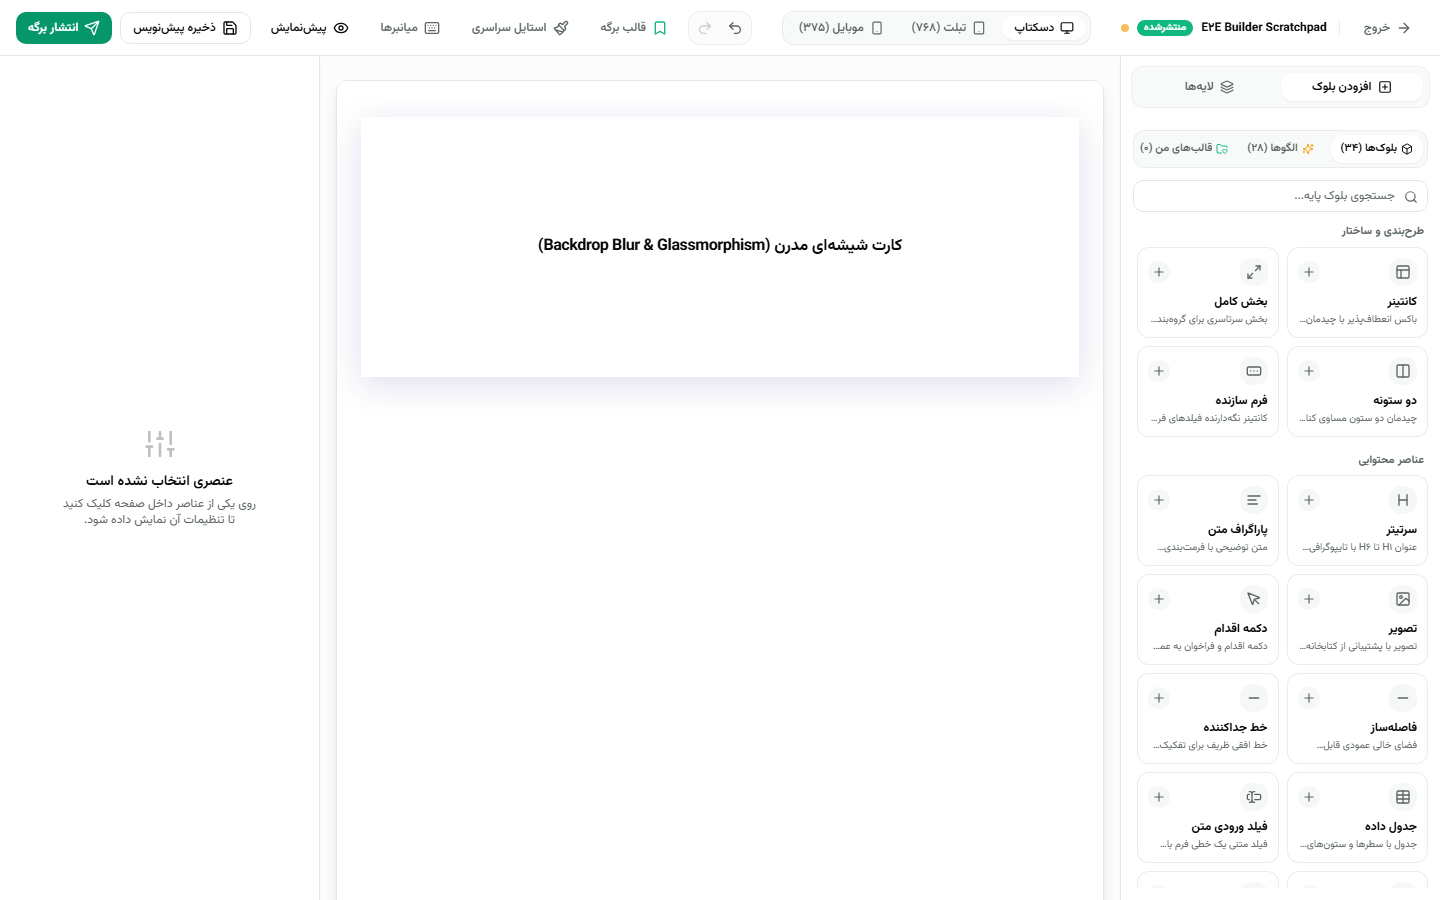 خروج
E2E Builder Scratchpad
منتشرشده
دسکتاپ
تبلت (۷۶۸)
موبایل (۳۷۵)
قالب برگه
استایل سراسری
میانبرها
پیش‌نمایش
ذخیره پیش‌نویس
انتشار برگه
افزودن بلوک
لایه‌ها
بلوک‌ها (۳۴)
الگوها (۲۸)
قالب‌های من (۰)
جستجوی بلوک پایه...
طرح‌بندی و ساختار
کانتینر
باکس انعطاف‌پذیر با چیدمان...
بخش کامل
بخش سرتاسری برای گروه‌بند...
دو ستونه
چیدمان دو ستون مساوی کنا...
فرم سازنده
کانتینر نگه‌دارنده فیلدهای فر...
عناصر محتوایی
سرتیتر
عنوان H1 تا H6 با تایپوگرافی...
پاراگراف متن
متن توضیحی با فرمت‌بندی...
تصویر
تصویر با پشتیبانی از کتابخانه...
دکمه اقدام
دکمه اقدام و فراخوان به عم...
فاصله‌ساز
فضای خالی عمودی قابل...
خط جداکننده
خط افقی ظریف برای تفکیک...
جدول داده
جدول با سطرها و ستون‌های...
فیلد ورودی متن
فیلد متنی یک خطی فرم با...
کارت شیشه‌ای مدرن (Backdrop Blur & Glassmorphism)
عنصری انتخاب نشده است
روی یکی از عناصر داخل صفحه کلیک کنید
تا تنظیمات آن نمایش داده شود.